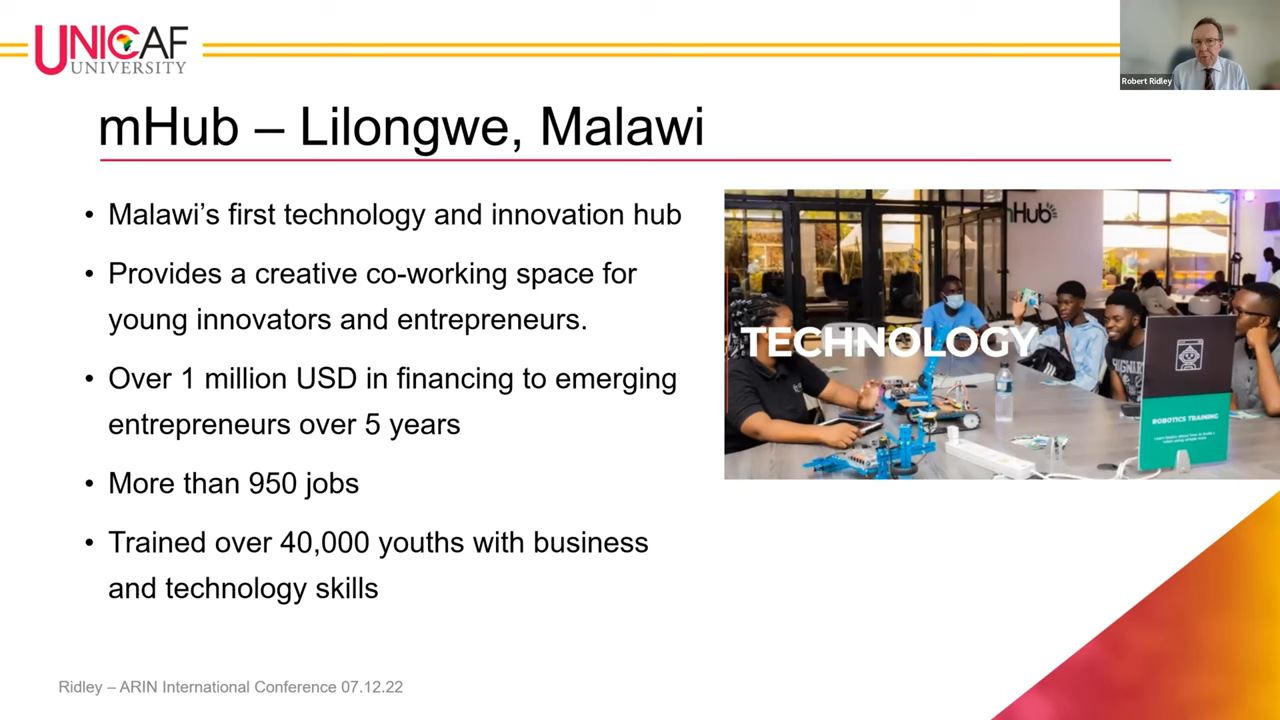 UNICAF
UNIVERSITY
Robert Ridley
mHub – Lilongwe, Malawi
• Malawi’s first technology and innovation hub
• Provides a creative co-working space for
young innovators and entrepreneurs.
• Over 1 million USD in financing to emerging
entrepreneurs over 5 years
• More than 950 jobs
• Trained over 40,000 youths with business
and technology skills
mHub
TECHNOLOGY
ROBOTICS TRAINING
Ridley – ARIN International Conference 07.12.22